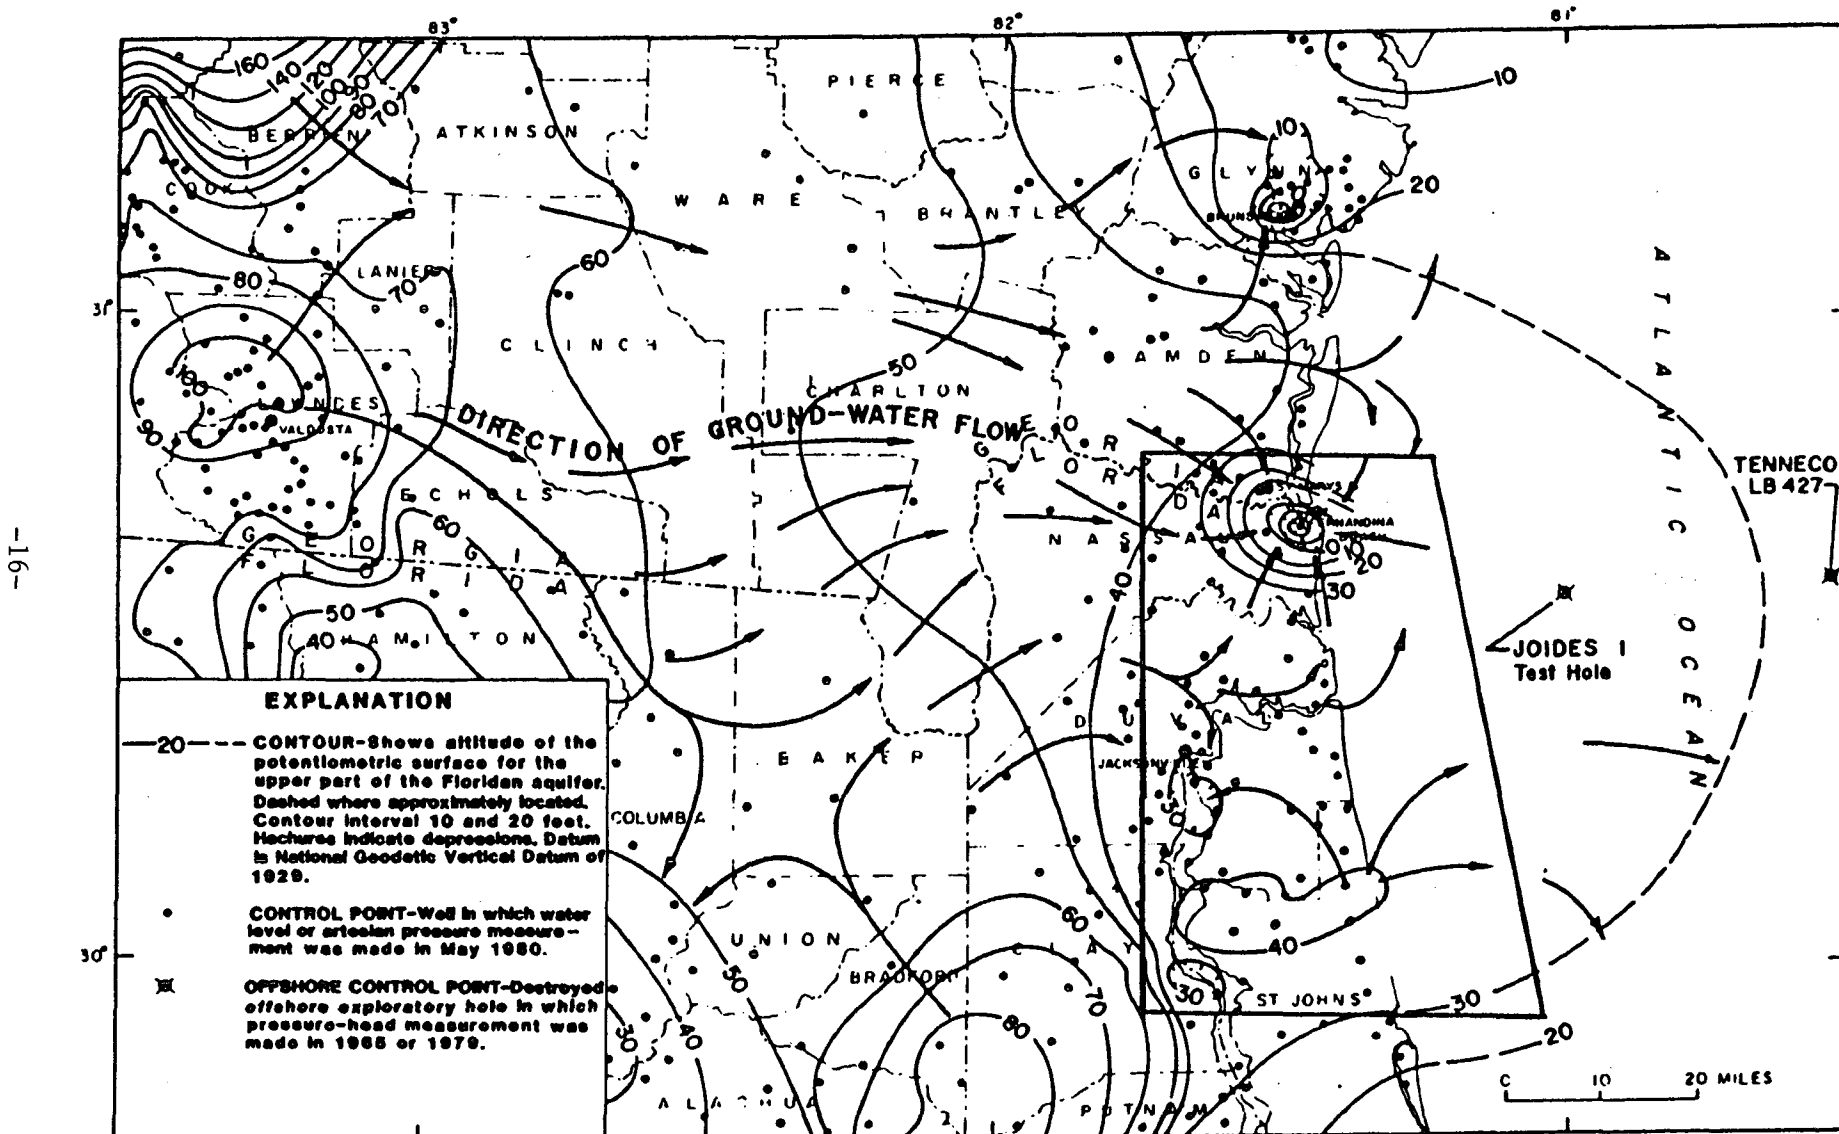 83°
82°
81°
160
140
120
100
90
80
70
10
PIERCE
BERRIEN
ATKINSON
10
COOK
WARE
GLYNN
20
BRANTLEY
0
60
LANIER
70
80
31°
CLINCH
CAMDEN
50
CHARLTON
100
LOWNDES
VALDOSTA
90
DIRECTION OF GROUND-WATER FLOW
GEORGIA
FLORIDA
ATLANTIC OCEAN
TENNECO
LB 427
ECHOLS
60
GEORGIA
FLORIDA
NASSAU
0
10
20
30
40
50
40
HAMILTON
JOIDES 1
Test Hole
DUVAL
BAKER
JACKSONVILLE
30
COLUMBIA
EXPLANATION
20 CONTOUR-Shows altitude of the
potentiometric surface for the
upper part of the Floridan aquifer.
Dashed where approximately located.
Contour interval 10 and 20 feet.
Hachures indicate depressions. Datum
is National Geodetic Vertical Datum of
1929.
CONTROL POINT-Well in which water
level or artesian pressure measure-
ment was made in May 1980.
OFFSHORE CONTROL POINT-Destroyed
offshore exploratory hole in which
pressure-head measurement was
made in 1965 or 1979.
60
UNION
CLAY
40
30°
50
BRADFORD
70
30
ST JOHNS
30
80
20
30
40
ALACHUA
PUTNAM
0 10 20 MILES
-16-